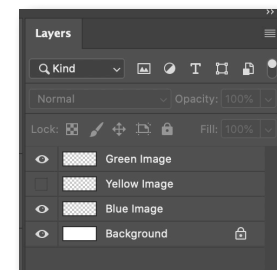 Layers
Kind
Normal Opacity: 100%
Lock: Fill: 100%
Green Image
Yellow Image
Blue Image
Background